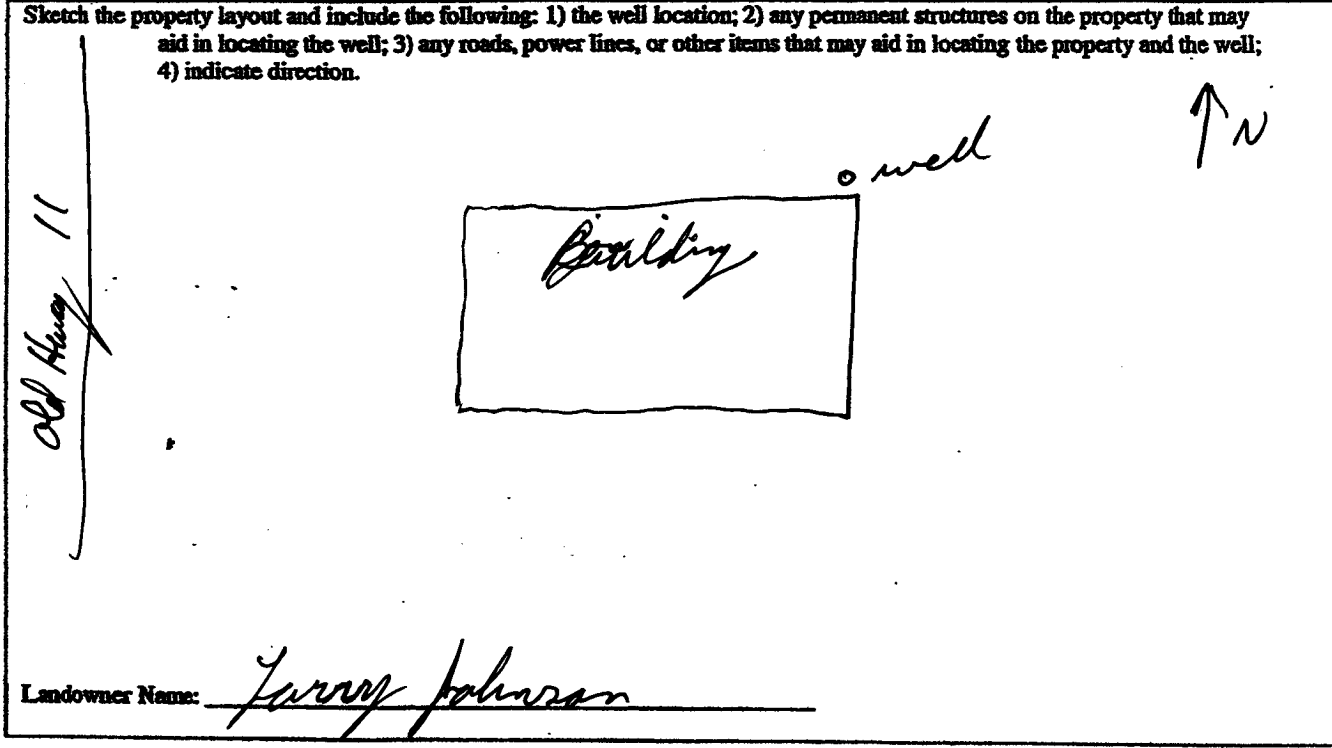 Sketch the property layout and include the following: 1) the well location; 2) any permanent structures on the property that may
aid in locating the well; 3) any roads, power lines, or other items that may aid in locating the property and the well;
4) indicate direction.
N
well
Building
Old Hwy 11
Landowner Name: Larry Johnson